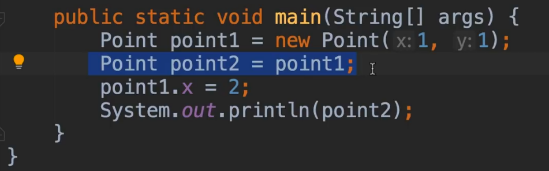 public static void main(String[] args) {
Point point1 = new Point( x: 1, y: 1);
Point point2 = point1;
point1.x = 2;
System.out.println(point2);
}
}